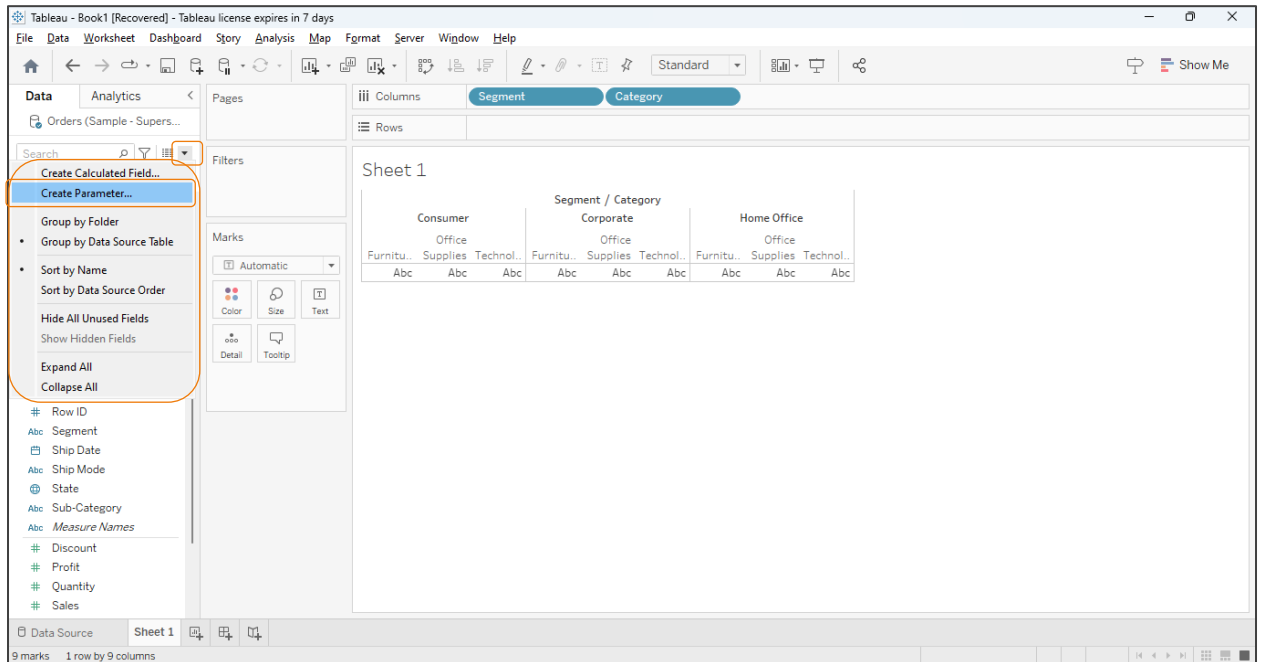 Tableau - Book1 [Recovered] - Tableau license expires in 7 days
File Data Worksheet Dashboard Story Analysis Map Format Server Window Help
Standard
Show Me
Data Analytics
Orders (Sample - Supers...
Search
Create Calculated Field...
Create Parameter...
Group by Folder
Group by Data Source Table
Sort by Name
Sort by Data Source Order
Hide All Unused Fields
Show Hidden Fields
Expand All
Collapse All
# Row ID
Abc Segment
Ship Date
Abc Ship Mode
State
Abc Sub-Category
Abc Measure Names
# Discount
# Profit
# Quantity
# Sales
Pages
Filters
Marks
T Automatic
Color Size Text
Detail Tooltip
iii Columns Segment Category
Rows
Sheet 1
Segment / Category
Consumer Corporate Home Office
Office Office Office
Furnitu.. Supplies Technol.. Furnitu.. Supplies Technol.. Furnitu.. Supplies Technol..
Abc Abc Abc Abc Abc Abc Abc Abc Abc
Data Source Sheet 1
9 marks 1 row by 9 columns